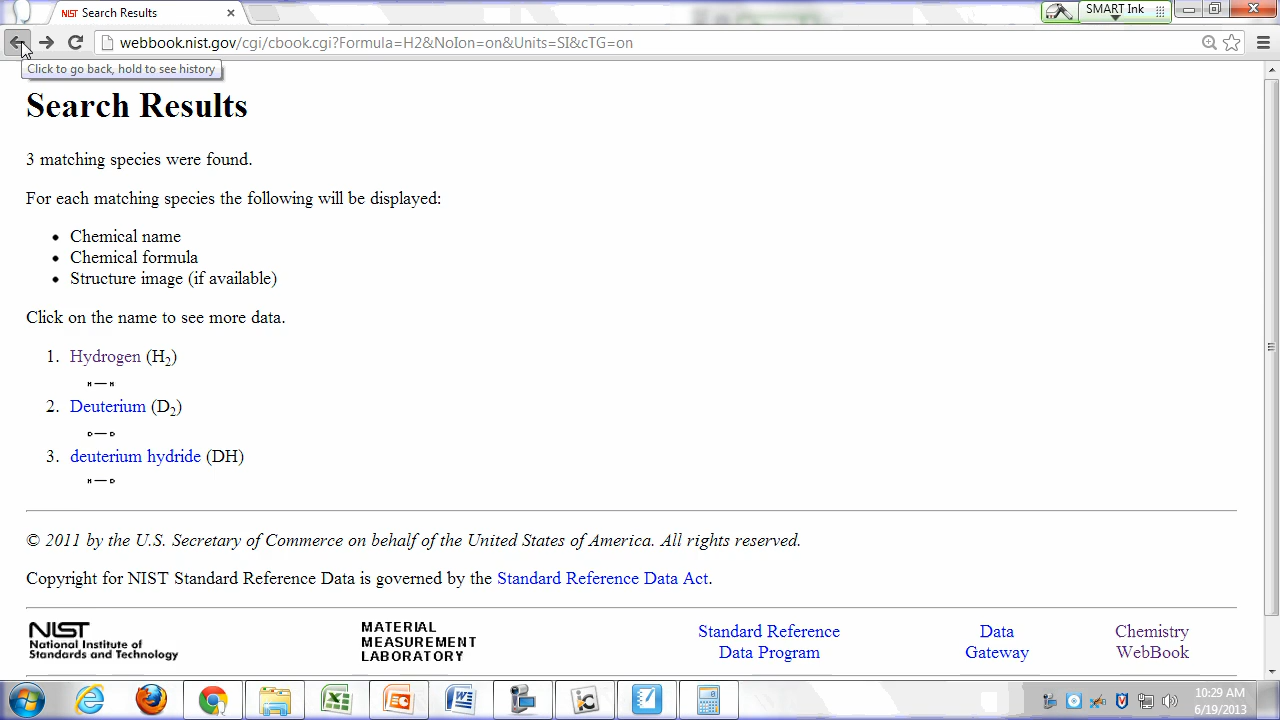 NIST Search Results
SMART Ink
webbook.nist.gov/cgi/cbook.cgi?Formula=H2&NoIon=on&Units=SI&cTG=on
Click to go back, hold to see history
Search Results
3 matching species were found.
For each matching species the following will be displayed:
• Chemical name
• Chemical formula
• Structure image (if available)
Click on the name to see more data.
1. Hydrogen (H₂)
H—H
2. Deuterium (D₂)
D—D
3. deuterium hydride (DH)
H—D
© 2011 by the U.S. Secretary of Commerce on behalf of the United States of America. All rights reserved.
Copyright for NIST Standard Reference Data is governed by the Standard Reference Data Act.
NIST
National Institute of
Standards and Technology
MATERIAL
MEASUREMENT
LABORATORY
Standard Reference
Data Program
Data
Gateway
Chemistry
WebBook
10:29 AM
6/19/2013